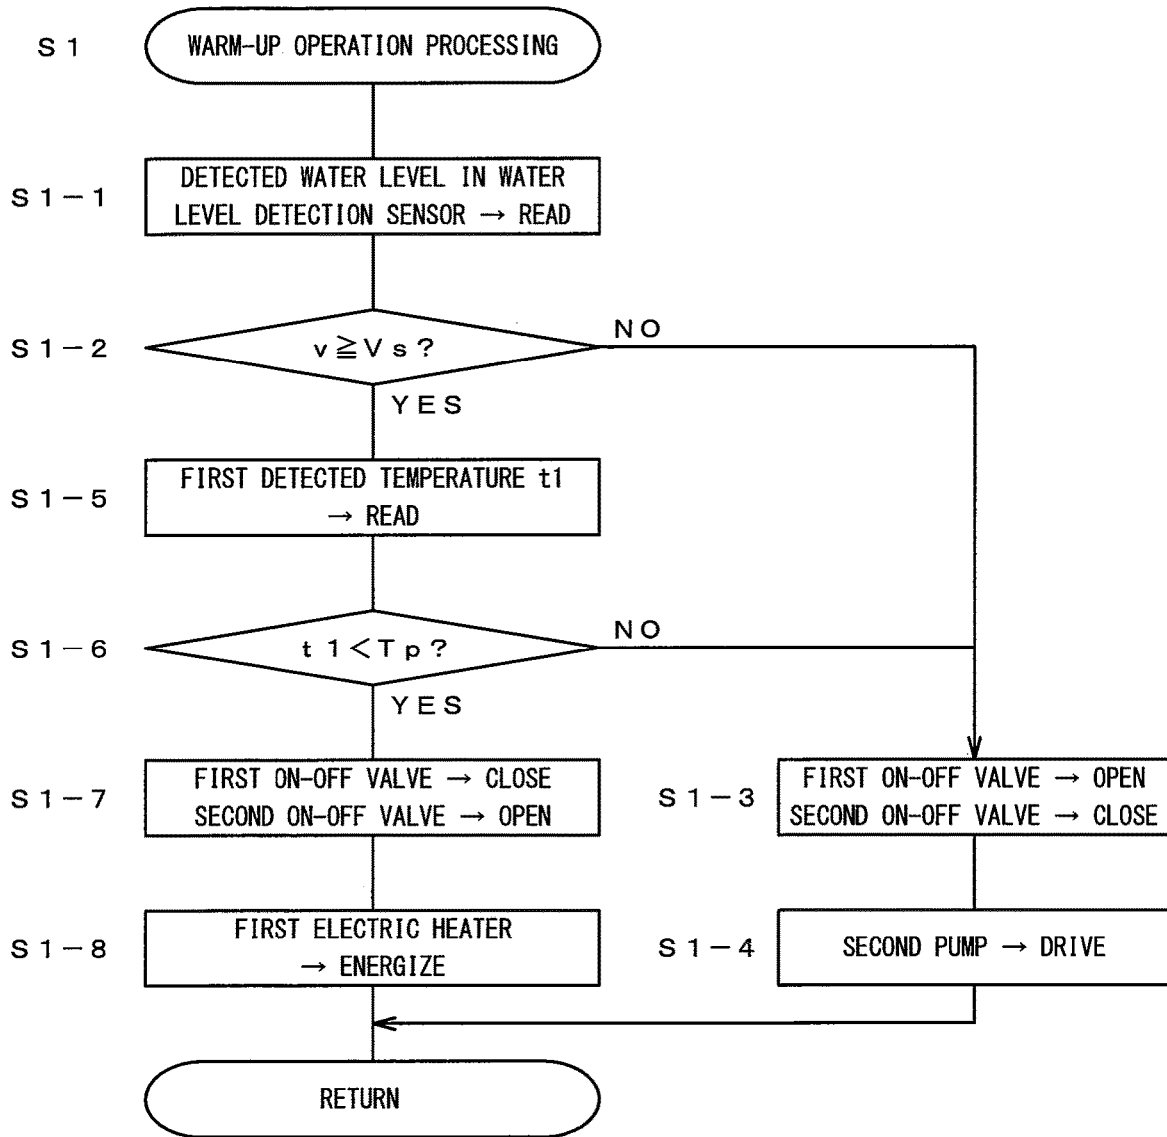 S1
WARM-UP OPERATION PROCESSING
S1-1
DETECTED WATER LEVEL IN WATER
LEVEL DETECTION SENSOR → READ
S1-2
v≧Vs?
NO
YES
S1-5
FIRST DETECTED TEMPERATURE t1
→ READ
S1-6
t1<Tp?
NO
YES
S1-7
FIRST ON-OFF VALVE → CLOSE
SECOND ON-OFF VALVE → OPEN
S1-3
FIRST ON-OFF VALVE → OPEN
SECOND ON-OFF VALVE → CLOSE
S1-8
FIRST ELECTRIC HEATER
→ ENERGIZE
S1-4
SECOND PUMP → DRIVE
RETURN